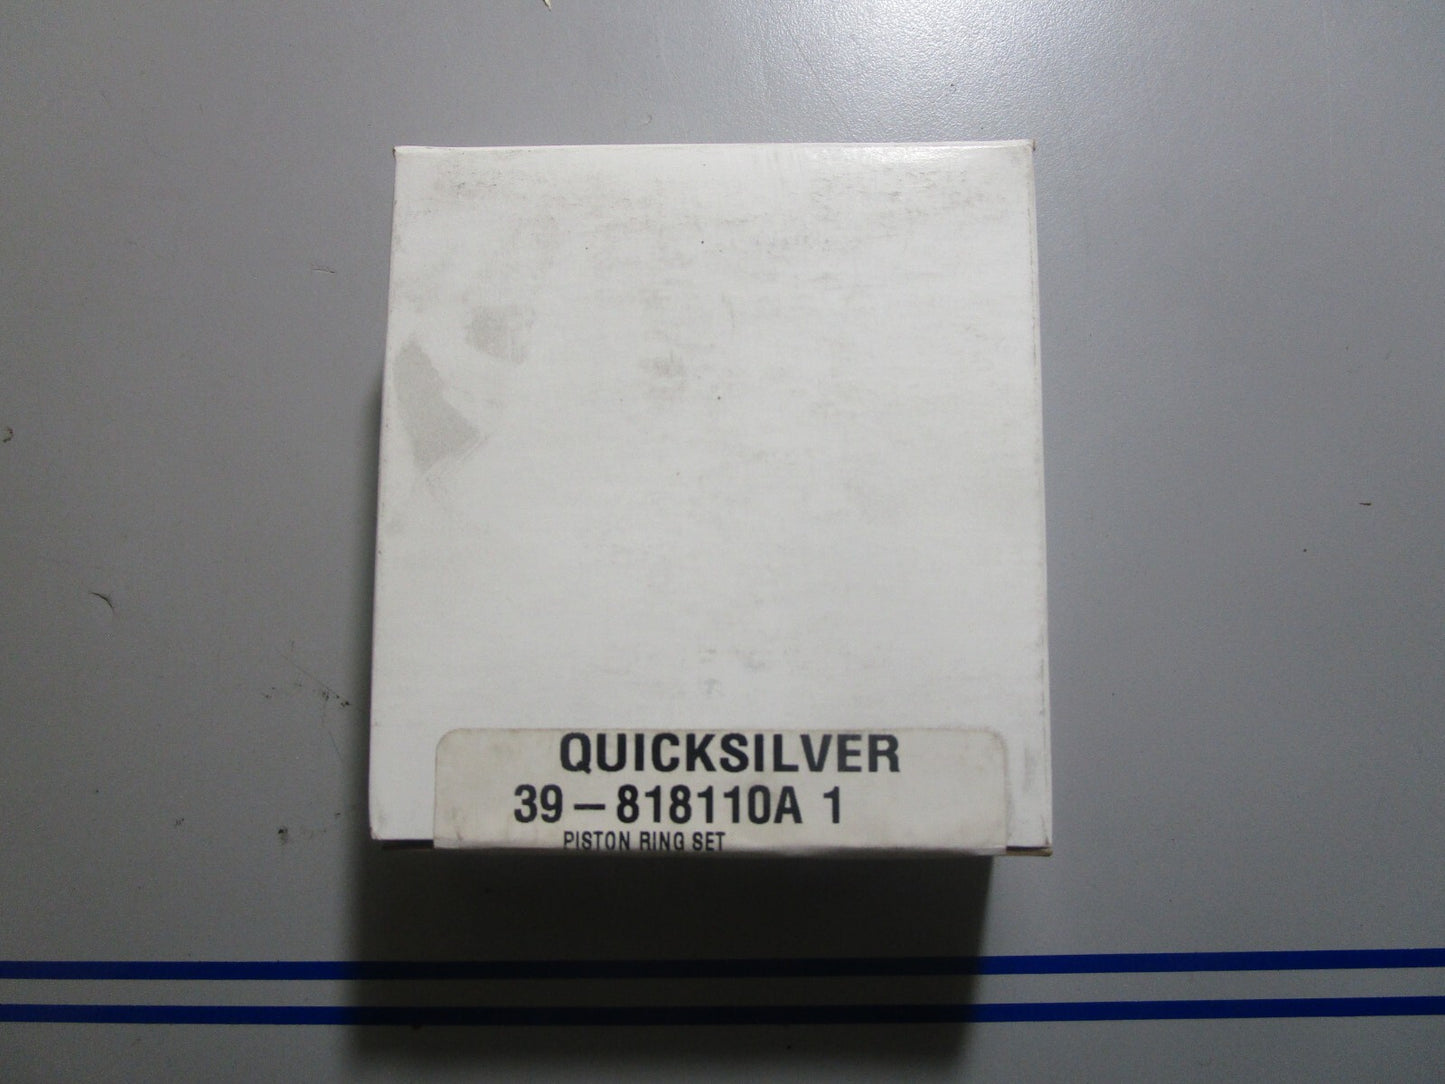 QUICKSILVER
39-818110A 1
PISTON RING SET